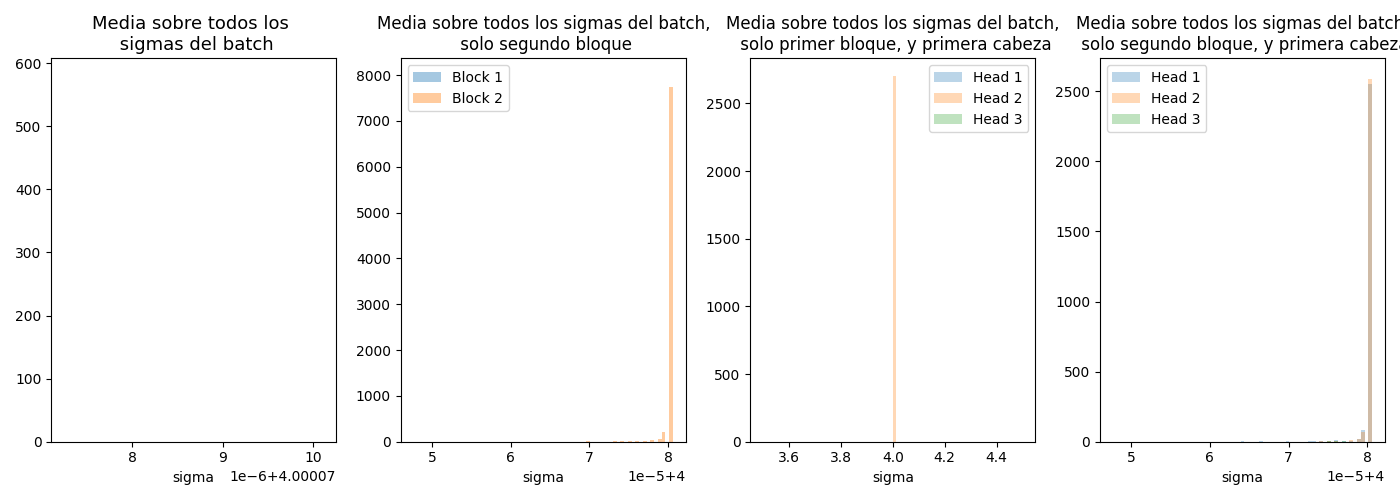 Media sobre todos los
sigmas del batch
600
500
400
300
200
100
0
8
9
10
sigma
1e−6+4.00007
Media sobre todos los sigmas del batch,
solo segundo bloque
Block 1
Block 2
8000
7000
6000
5000
4000
3000
2000
1000
0
5
6
7
8
sigma
1e−5+4
Media sobre todos los sigmas del batch,
solo primer bloque, y primera cabeza
Head 1
Head 2
Head 3
2500
2000
1500
1000
500
0
3.6
3.8
4.0
4.2
4.4
sigma
Media sobre todos los sigmas del batch
solo segundo bloque, y primera cabeza
Head 1
Head 2
Head 3
2500
2000
1500
1000
500
0
5
6
7
8
sigma
1e−5+4